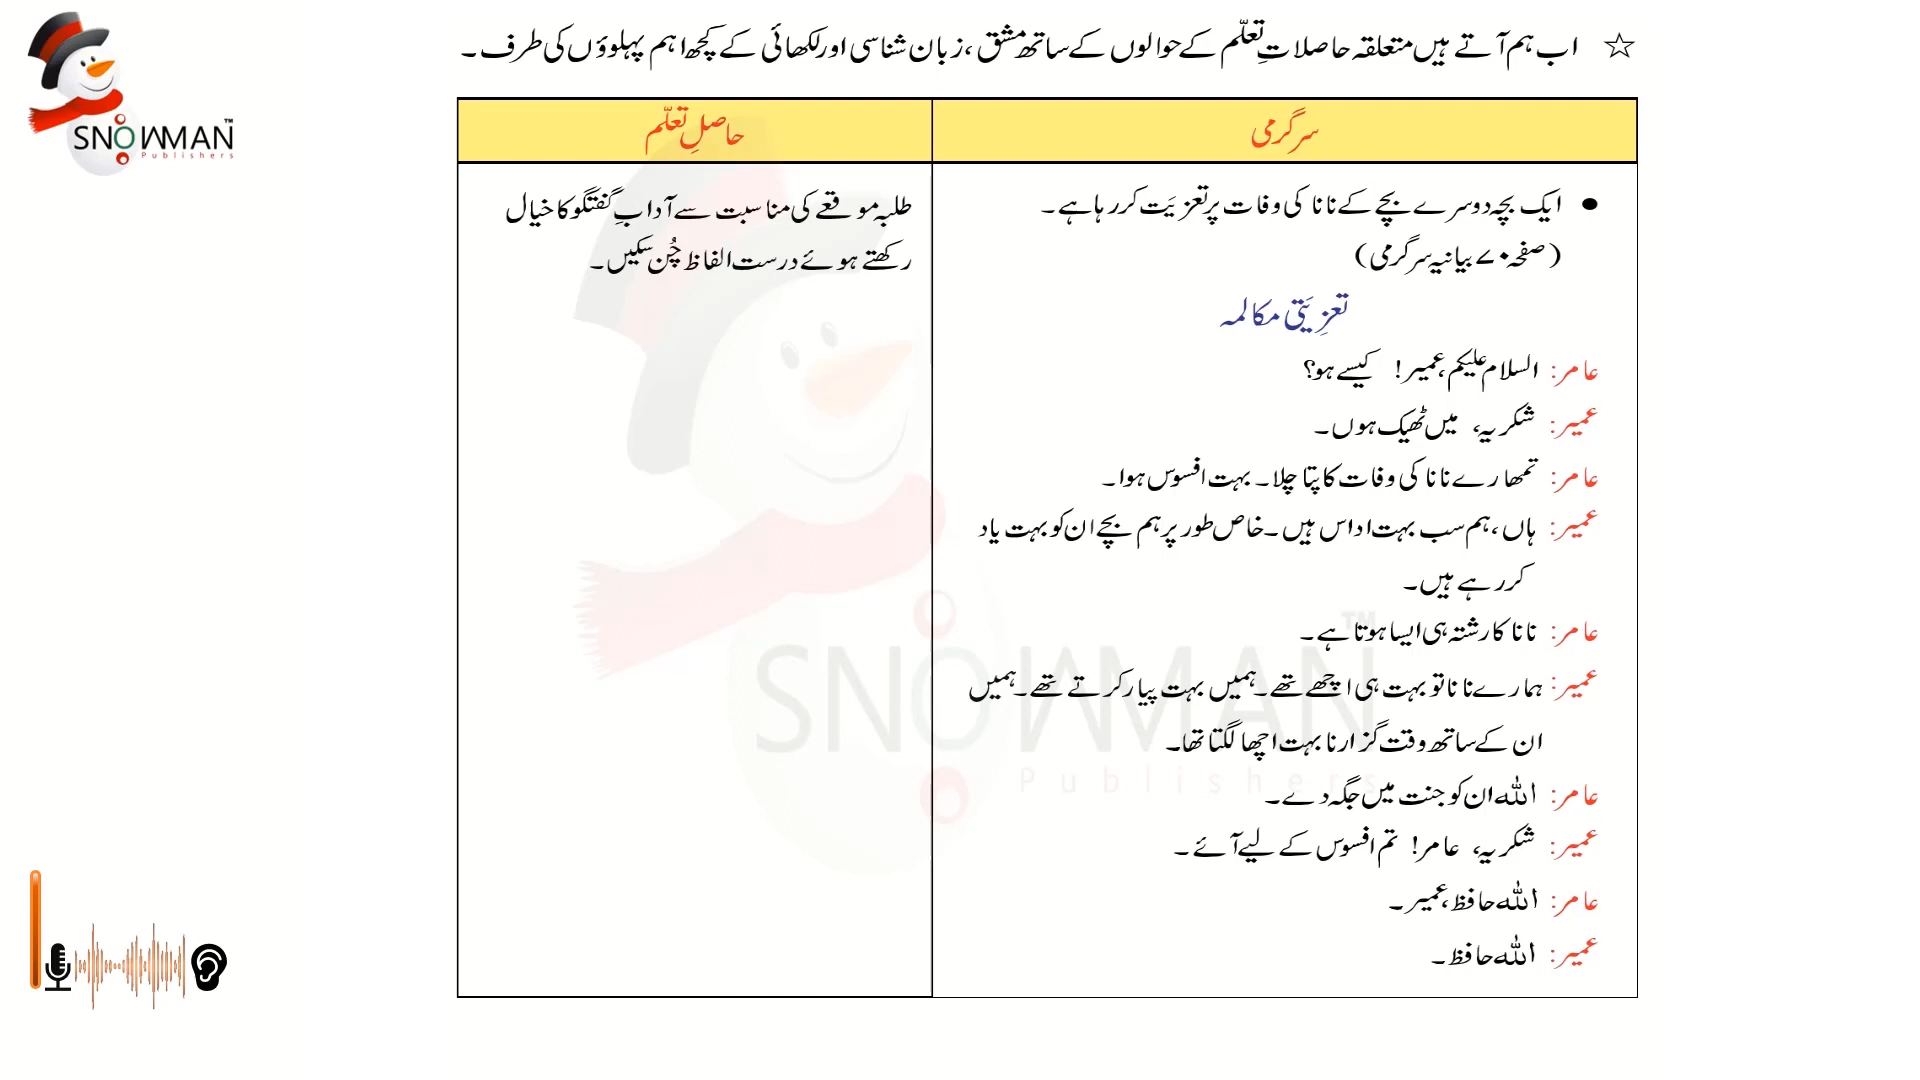 ☆ اب ہم آتے ہیں متعلقہ حاصلاتِ تعلّم کے حوالوں کے ساتھ مشق، زبان شناسی اور لکھائی کے کچھ اہم پہلوؤں کی طرف۔
SNOWMAN™
Publishers
سرگرمی
حاصلِ تعلّم
● ایک بچہ دوسرے بچے کے نانا کی وفات پر تعزیَت کر رہا ہے۔
(صفحہ ۷۰ بیانیہ سرگرمی)
تعزِیَتی مکالمہ
عامر: السلام علیکم، عمیر! کیسے ہو؟
عمیر: شکریہ، میں ٹھیک ہوں۔
عامر: تمھارے نانا کی وفات کا پتا چلا۔ بہت افسوس ہوا۔
عمیر: ہاں، ہم سب بہت اداس ہیں۔ خاص طور پر ہم بچے ان کو بہت یاد
کر رہے ہیں۔
عامر: نانا کا رشتہ ہی ایسا ہوتا ہے۔
عمیر: ہمارے نانا تو بہت ہی اچھے تھے۔ ہمیں بہت پیار کرتے تھے۔ ہمیں
ان کے ساتھ وقت گزارنا بہت اچھا لگتا تھا۔
عامر: اللہ ان کو جنت میں جگہ دے۔
عمیر: شکریہ، عامر! تم افسوس کے لیے آئے۔
عامر: اللہ حافظ، عمیر۔
عمیر: اللہ حافظ۔
طلبہ موقعے کی مناسبت سے آدابِ گفتگو کا خیال
رکھتے ہوئے درست الفاظ چُن سکیں۔
SNOWMAN™
Publishers